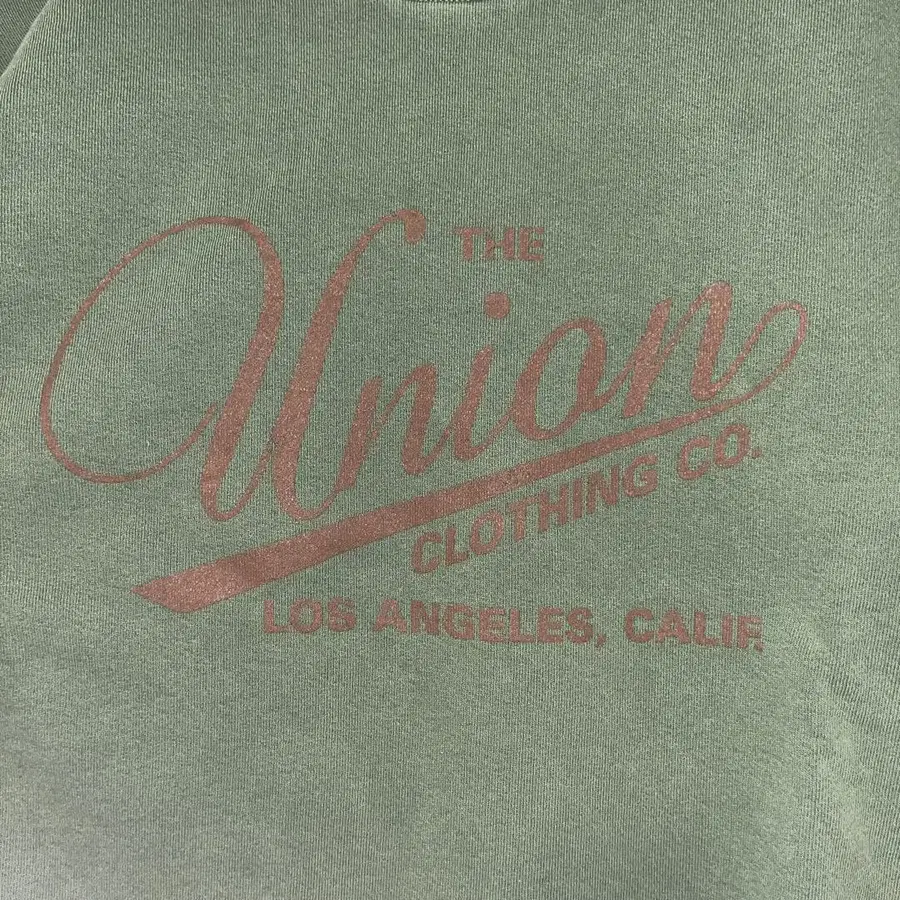 THE
Union
CLOTHING CO.
LOS ANGELES, CALIF.